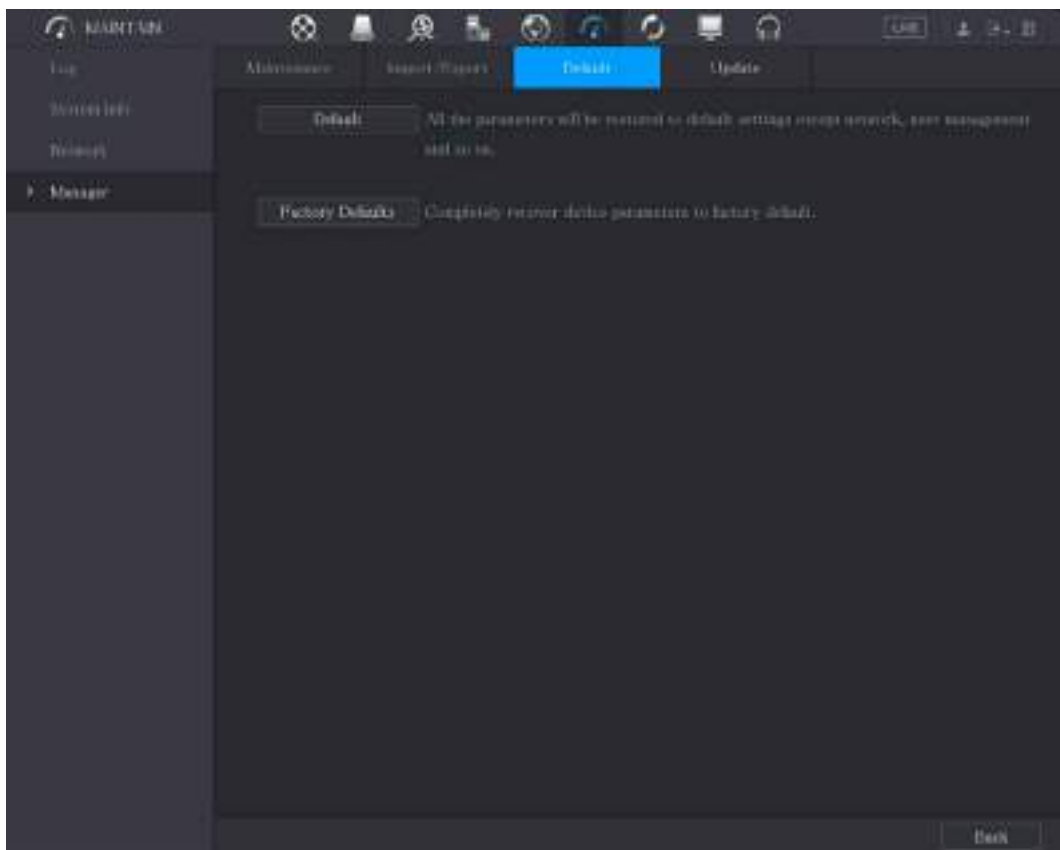 MAINTAIN
LIVE
Log
Maintenance
Import/Export
Default
Update
System Info
Network
Manager
Default
All the parameters will be restored to default settings except network, user management
and so on.
Factory Defaults
Completely recover device parameters to factory default.
Back